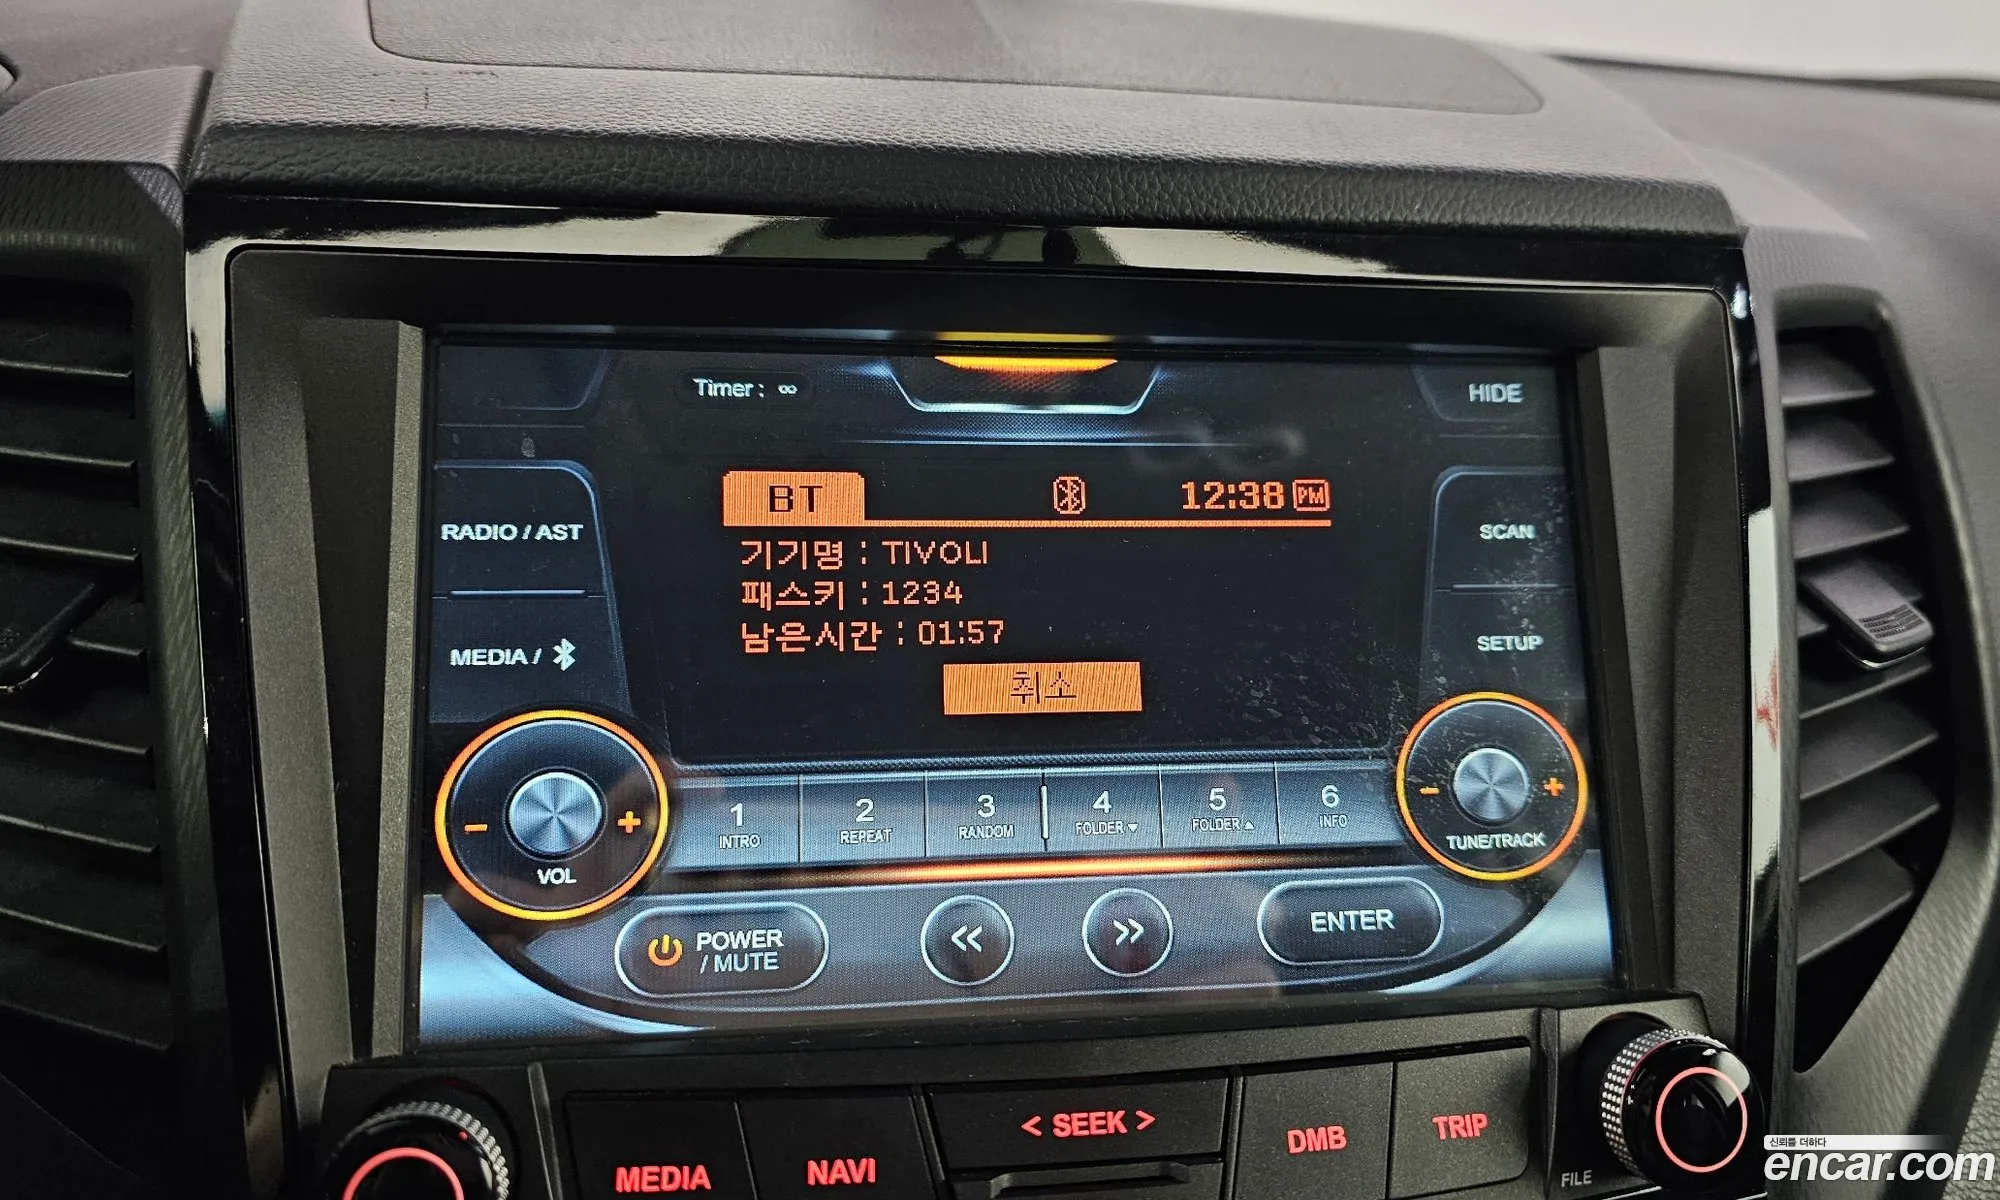 Timer : ∞
HIDE
BT
12:38 PM
RADIO / AST
기기명 : TIVOLI
SCAN
패스키 : 1234
남은시간 : 01:57
MEDIA /
SETUP
취소
- +
VOL
1 INTRO
2 REPEAT
3 RANDOM
4 FOLDER ▼
5 FOLDER ▲
6 INFO
- +
TUNE/TRACK
POWER
/ MUTE
<<
>>
ENTER
MEDIA
NAVI
< SEEK >
DMB
TRIP
FILE
신뢰를 더하다
encar.com